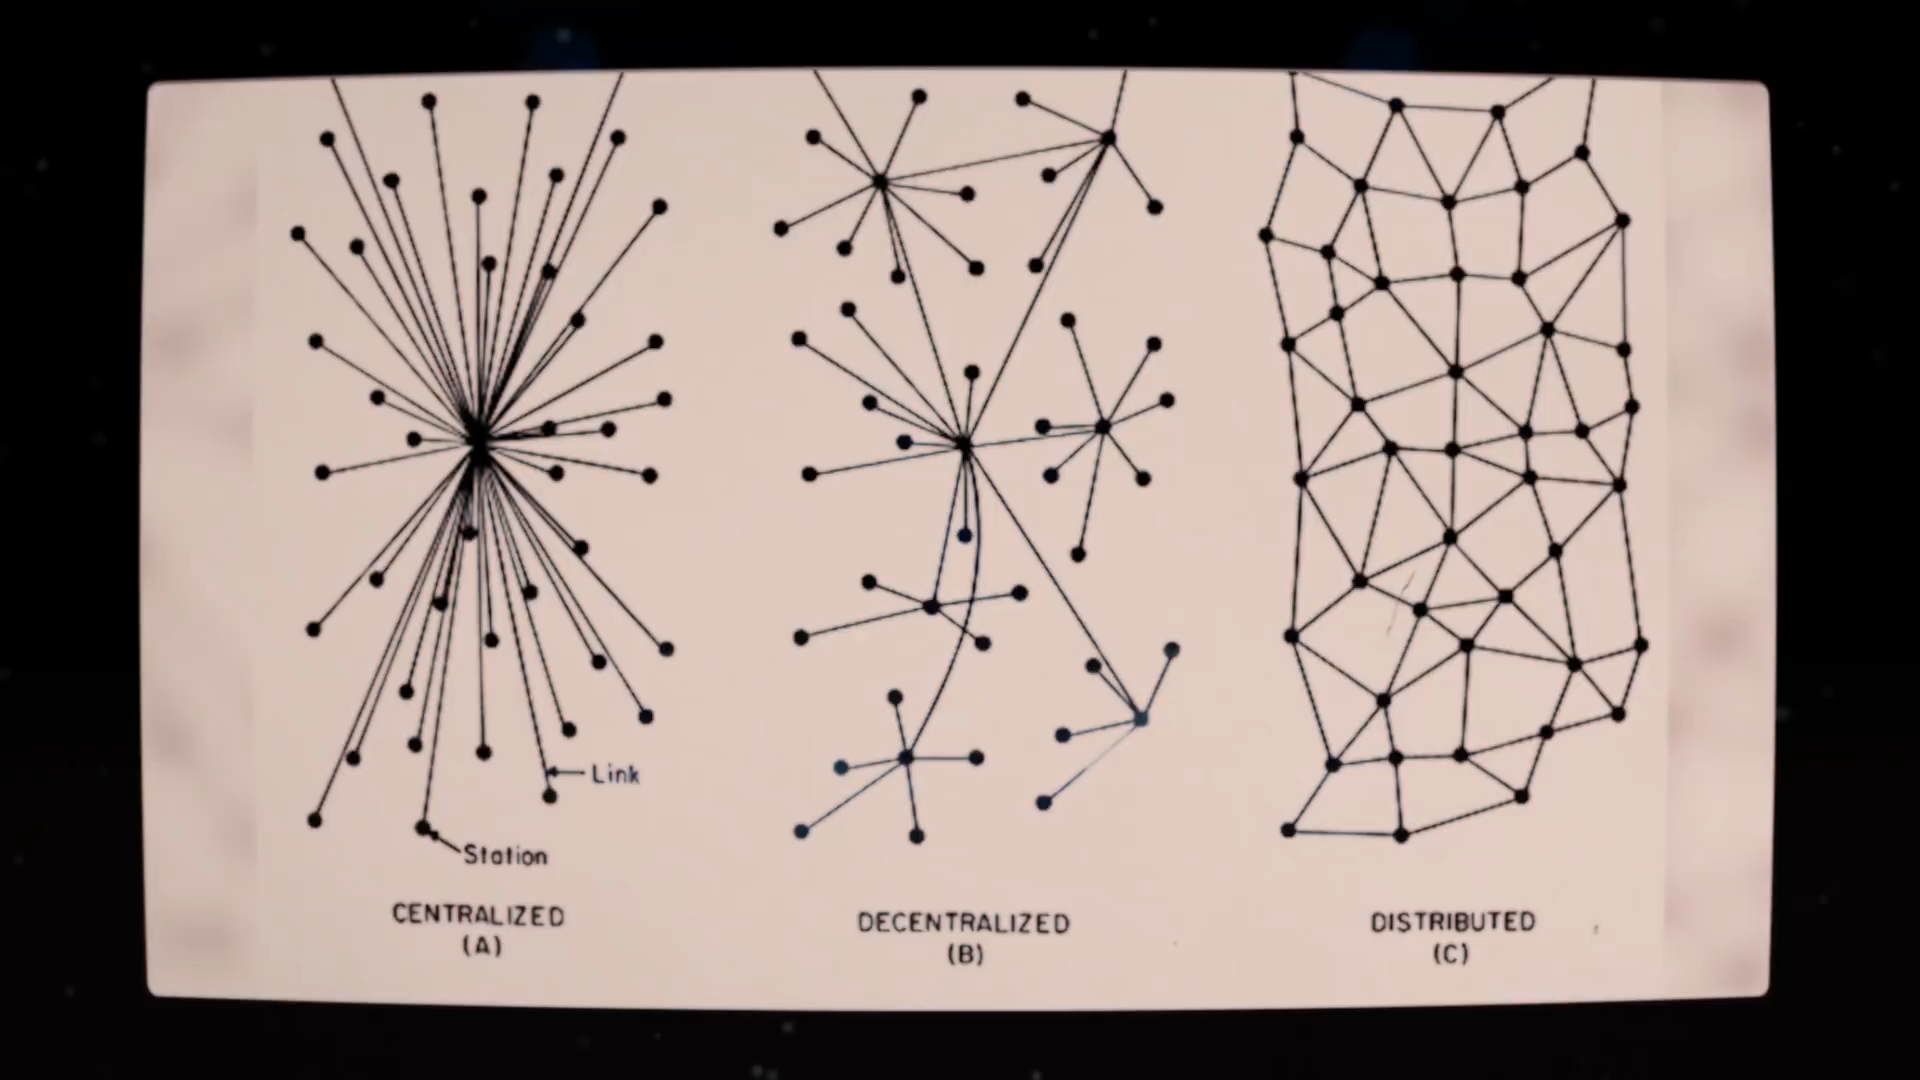 Link
Station
CENTRALIZED
(A)
DECENTRALIZED
(B)
DISTRIBUTED
(C)